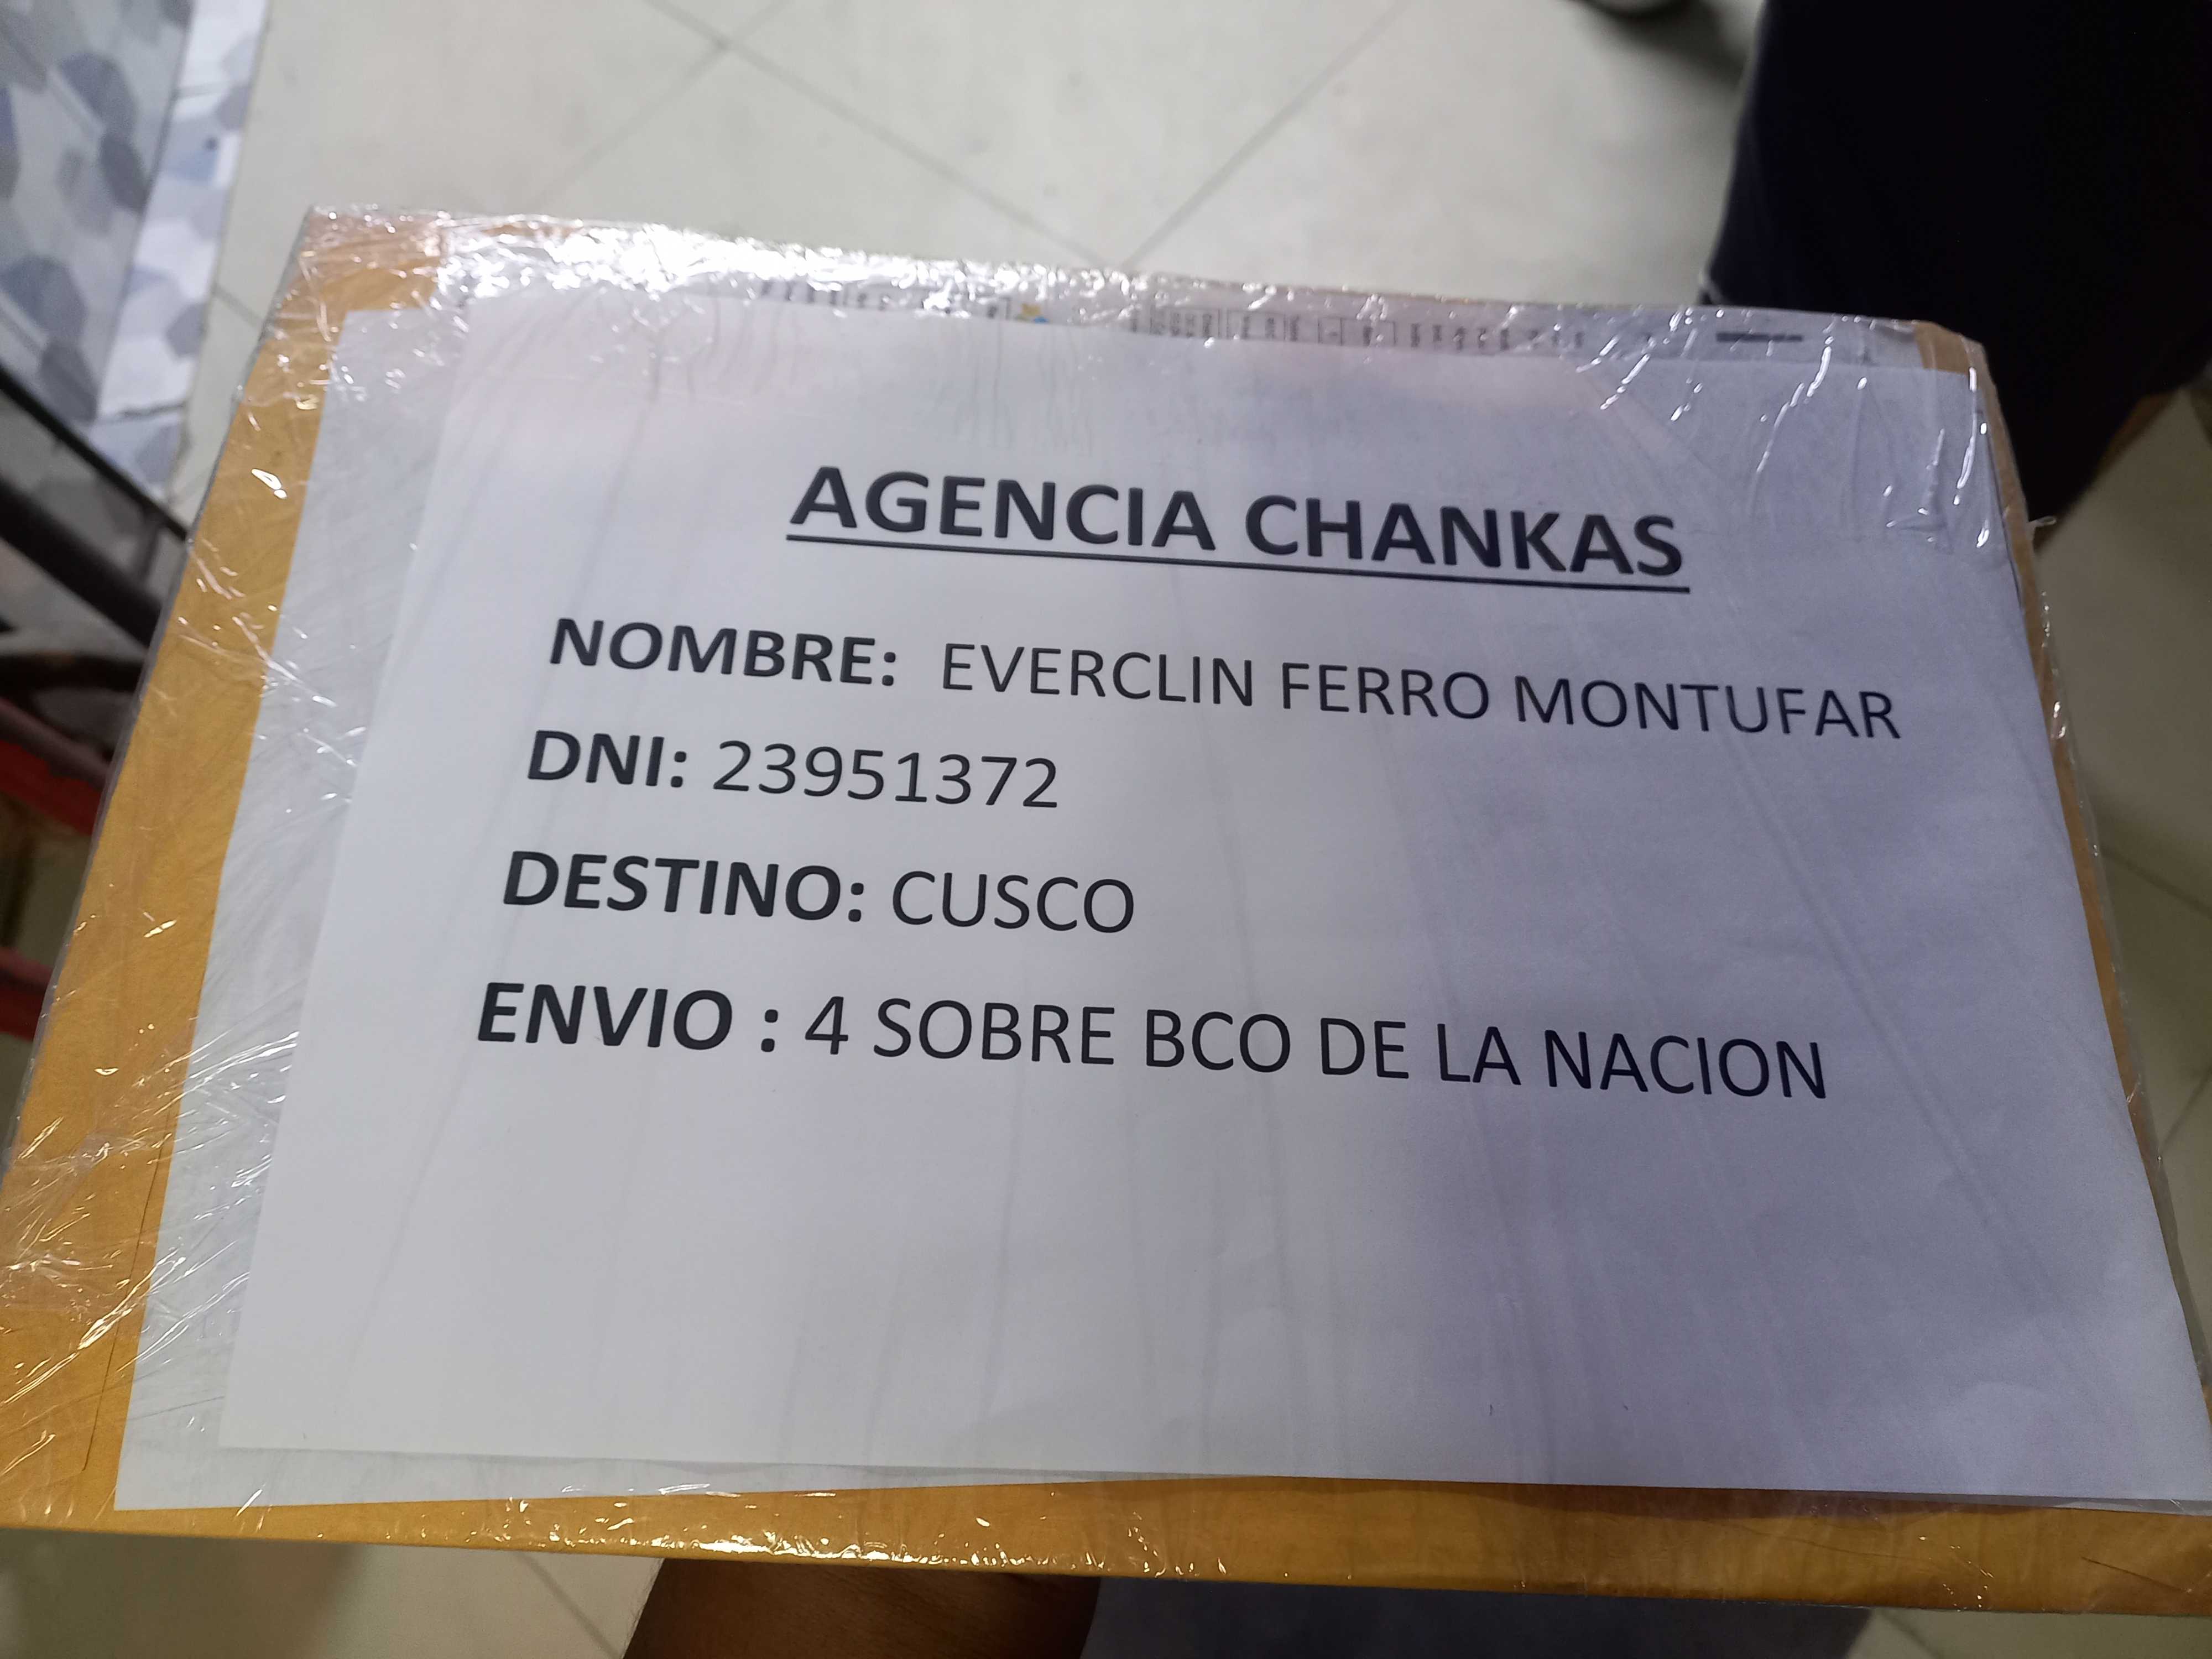 AGENCIA CHANKAS
NOMBRE: EVERCLIN FERRO MONTUFAR
DNI: 23951372
DESTINO: CUSCO
ENVIO : 4 SOBRE BCO DE LA NACION